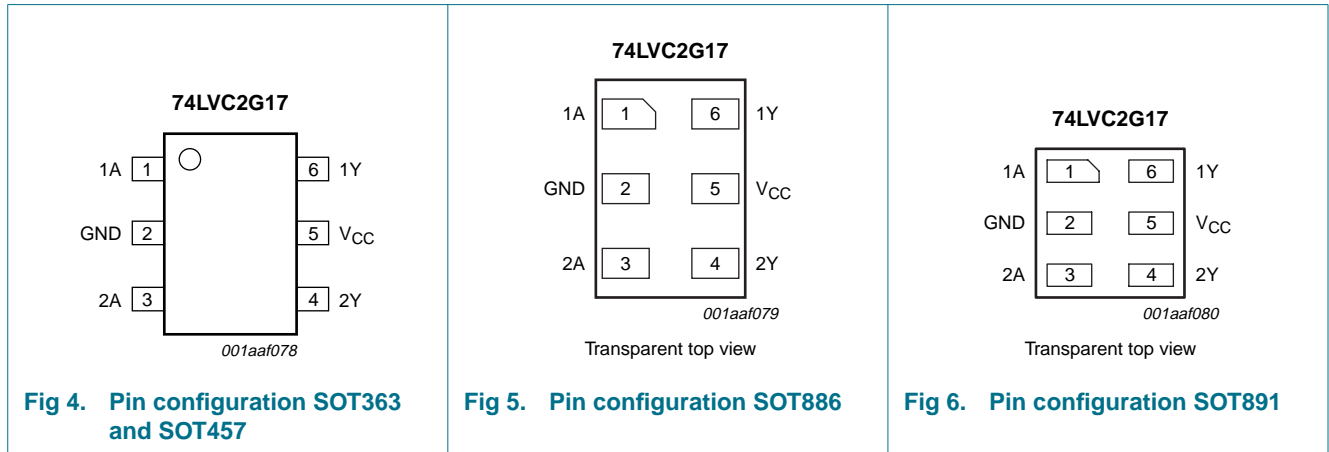 74LVC2G17
1A 1 6 1Y
GND 2 5 VCC
2A 3 4 2Y
001aaf078
Fig 4. Pin configuration SOT363
and SOT457
74LVC2G17
1A 1 6 1Y
GND 2 5 VCC
2A 3 4 2Y
001aaf079
Transparent top view
Fig 5. Pin configuration SOT886
74LVC2G17
1A 1 6 1Y
GND 2 5 VCC
2A 3 4 2Y
001aaf080
Transparent top view
Fig 6. Pin configuration SOT891